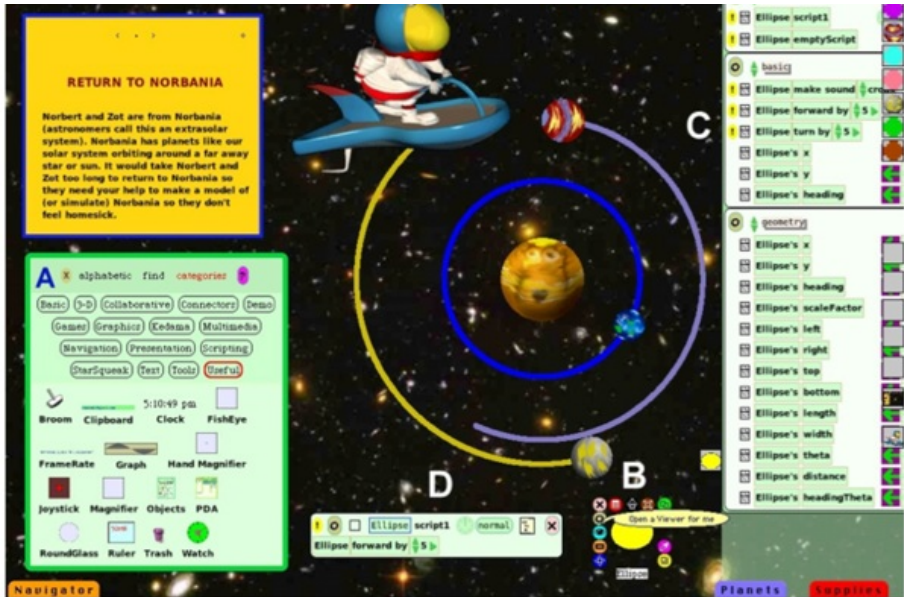 RETURN TO NORBANIA
Norbert and Zot are from Norbania
(astronomers call this an extrasolar
system). Norbania has planets like our
solar system orbiting around a far away
star or sun. It would take Norbert and
Zot too long to return to Norbania so
they need your help to make a model of
(or simulate) Norbania so they don't
feel homesick.
A x alphabetic find categories ?
Basic 3-D Collaborative Connectors Demo
Games Graphics Kedama Multimedia
Navigation Presentation Scripting
StarSqueak Text Tools Useful
5:10:49 pm
Broom Clipboard Clock FishEye
FrameRate Graph Hand Magnifier
Joystick Magnifier Objects PDA
RoundGlass Ruler Trash Watch
Navigator
D
! Ellipse script1 normal
Ellipse forward by 5
B
Open a Viewer for me
Ellipse
C
! Ellipse script1
! Ellipse emptyScript
basic
! Ellipse make sound
! Ellipse forward by 5
! Ellipse turn by 5
Ellipse's x
Ellipse's y
Ellipse's heading
geometry
Ellipse's x
Ellipse's y
Ellipse's heading
Ellipse's scaleFactor
Ellipse's left
Ellipse's right
Ellipse's top
Ellipse's bottom
Ellipse's length
Ellipse's width
Ellipse's theta
Ellipse's distance
Ellipse's headingTheta
Planets Supplies